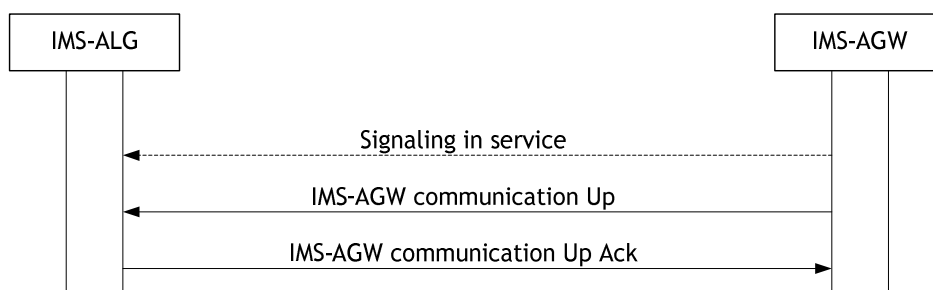 IMS-ALG
IMS-AGW
Signaling in service
IMS-AGW communication Up
IMS-AGW communication Up Ack